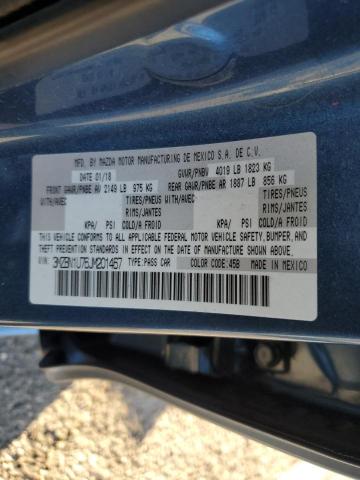 MFD. BY MAZDA MOTOR MANUFACTURING DE MEXICO S.A. DE C.V.
DATE 01/18 GVWR/PNBV 4019 LB 1823 KG
FRONT GAWR/PNBE AV 2149 LB 975 KG REAR GAWR/PNBE AR 1887 LB 856 KG
WITH/AVEC TIRES/PNEUS WITH/AVEC TIRES/PNEUS
RIMS/JANTES RIMS/JANTES
KPA/ PSI COLD/A FROID KPA/ PSI COLD/A FROID
THIS VEHICLE CONFORMS TO ALL APPLICABLE FEDERAL MOTOR VEHICLE SAFETY,BUMPER,AND
THEFT PREVENTION STANDARDS IN EFFECT ON THE DATE OF MANUFACTURE SHOWN ABOVE.
VIN: 3MZBN1U75JM201467 COLOR CODE:45B
TYPE:PASS CAR MADE IN MEXICO